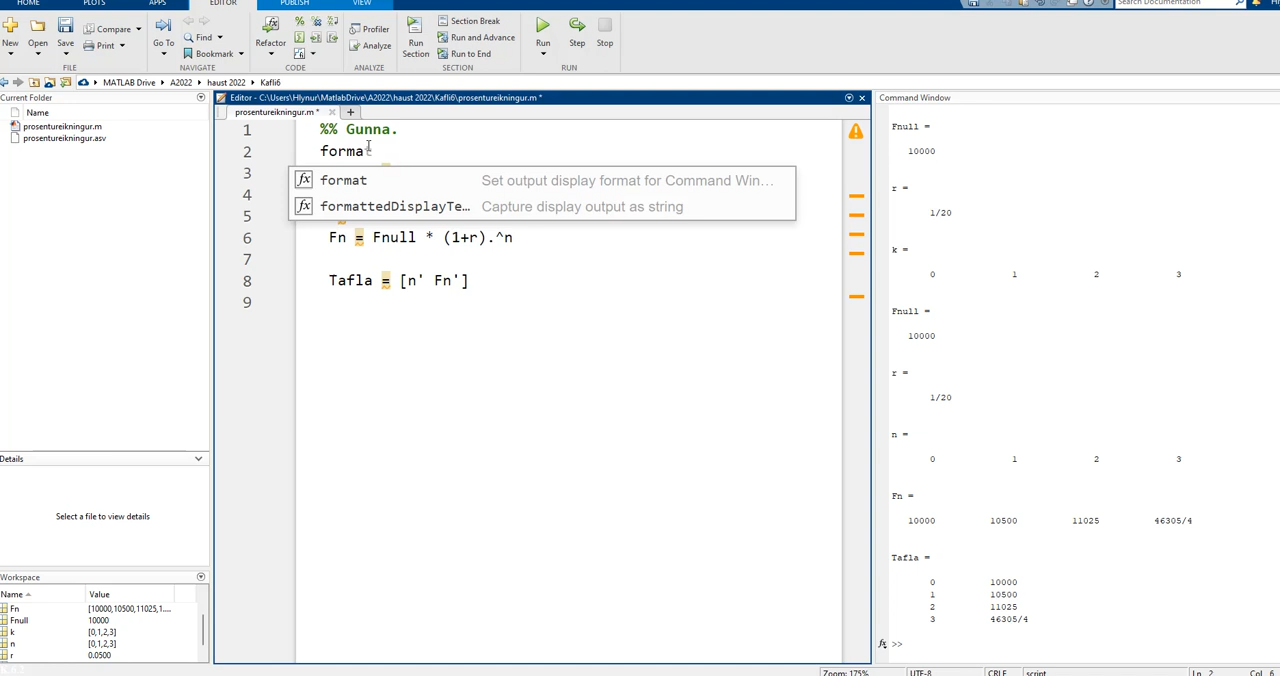 HOME PLOTS APPS EDITOR PUBLISH VIEW
Search Documentation
New Open Save Compare Print Go To Find Bookmark Refactor Profiler Analyze Run Section Section Break Run and Advance Run to End Run Step Stop
FILE NAVIGATE CODE ANALYZE SECTION RUN
MATLAB Drive A2022 haust 2022 Kafli6
Current Folder
Name
prosentureikningur.m
prosentureikningur.asv
Details
Select a file to view details
Workspace
Name Value
Fn [10000,10500,11025,1....
Fnull 10000
k [0,1,2,3]
n [0,1,2,3]
r 0.0500
Editor - C:\Users\Hlynur\MatlabDrive\A2022\haust 2022\Kafli6\prosentureikningur.m *
prosentureikningur.m *
1 %% Gunna.
2 format
3
format Set output display format for Command Win...
4
formattedDisplayTe... Capture display output as string
5
6 Fn = Fnull * (1+r).^n
7
8 Tafla = [n' Fn']
9
Command Window
Fnull =
10000
r =
1/20
k =
0 1 2 3
Fnull =
10000
r =
1/20
n =
0 1 2 3
Fn =
10000 10500 11025 46305/4
Tafla =
0 10000
1 10500
2 11025
3 46305/4
fx >>
Zoom: 175% UTF-8 CRLF script Ln 2 Col 6